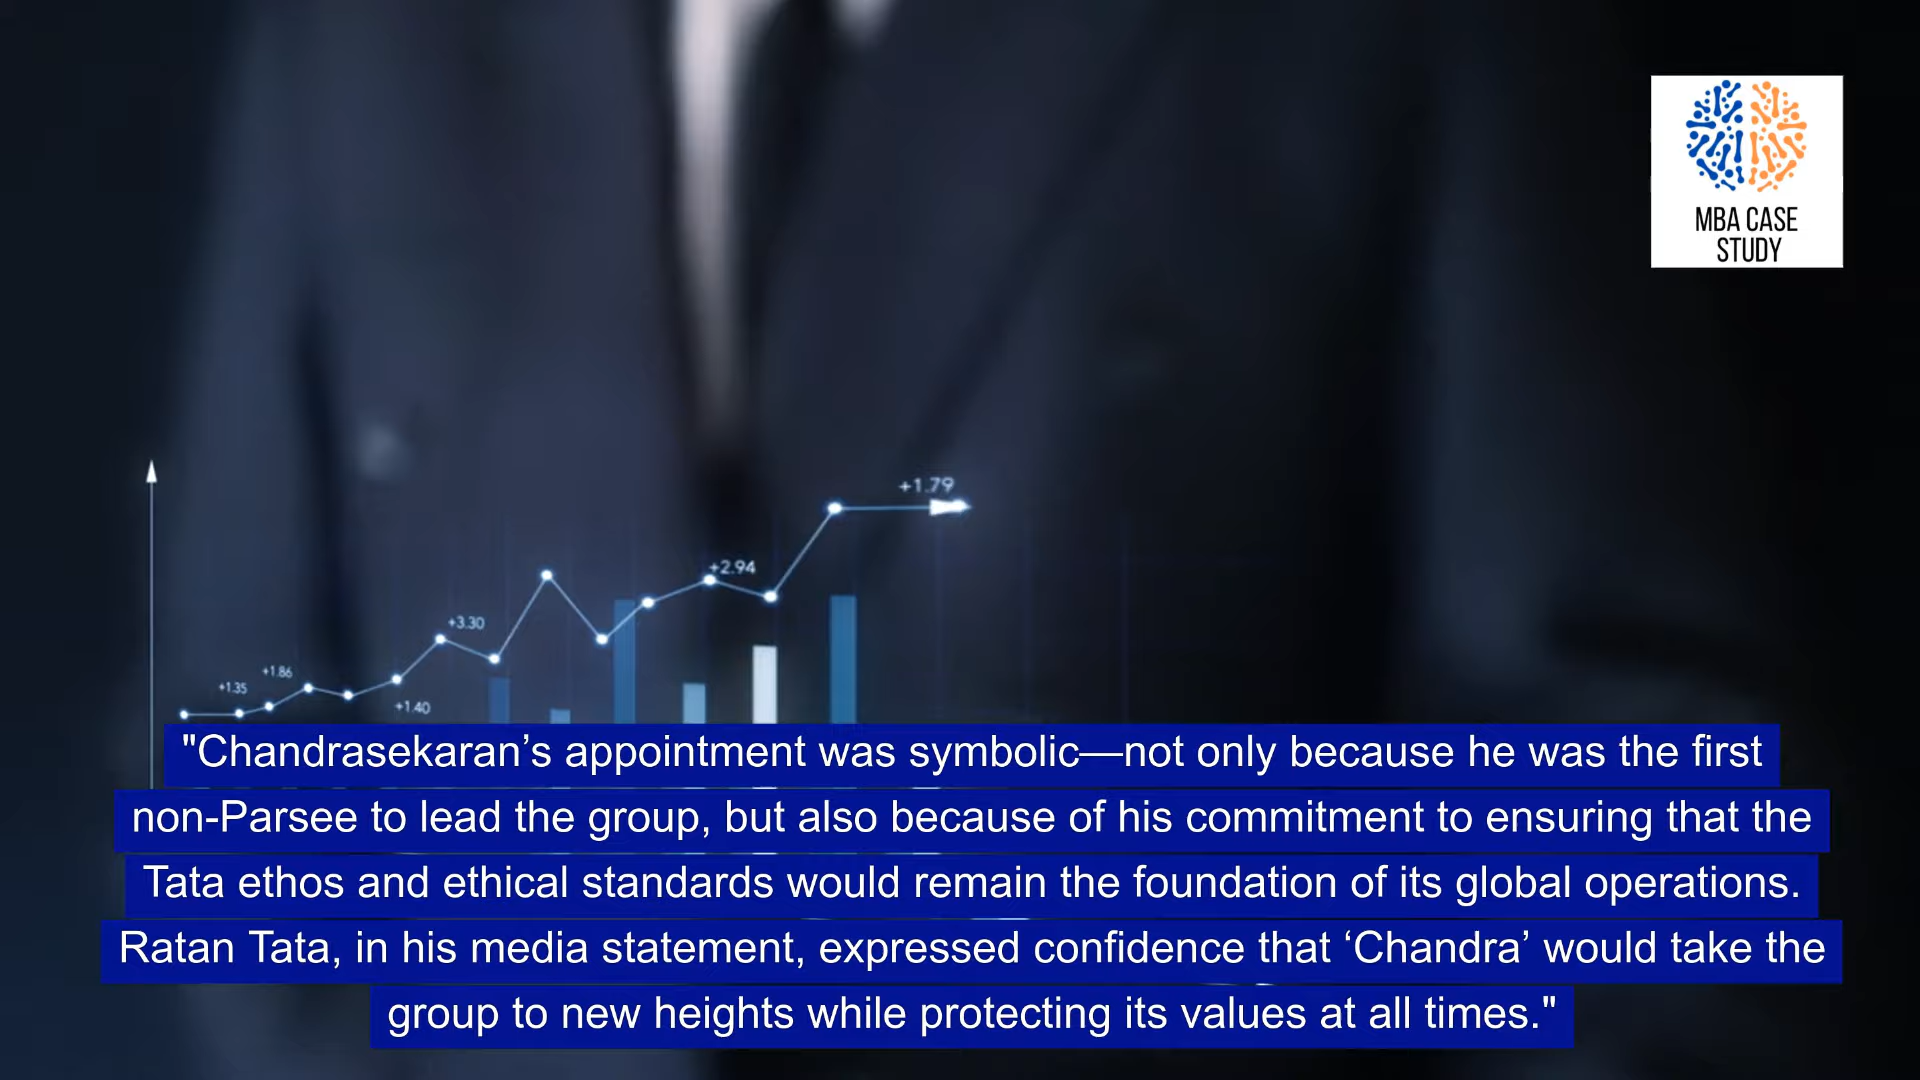 MBA CASE
STUDY
+1.79
+2.94
+3.30
+1.86
+1.35
+1.40
"Chandrasekaran’s appointment was symbolic—not only because he was the first
non-Parsee to lead the group, but also because of his commitment to ensuring that the
Tata ethos and ethical standards would remain the foundation of its global operations.
Ratan Tata, in his media statement, expressed confidence that ‘Chandra’ would take the
group to new heights while protecting its values at all times."